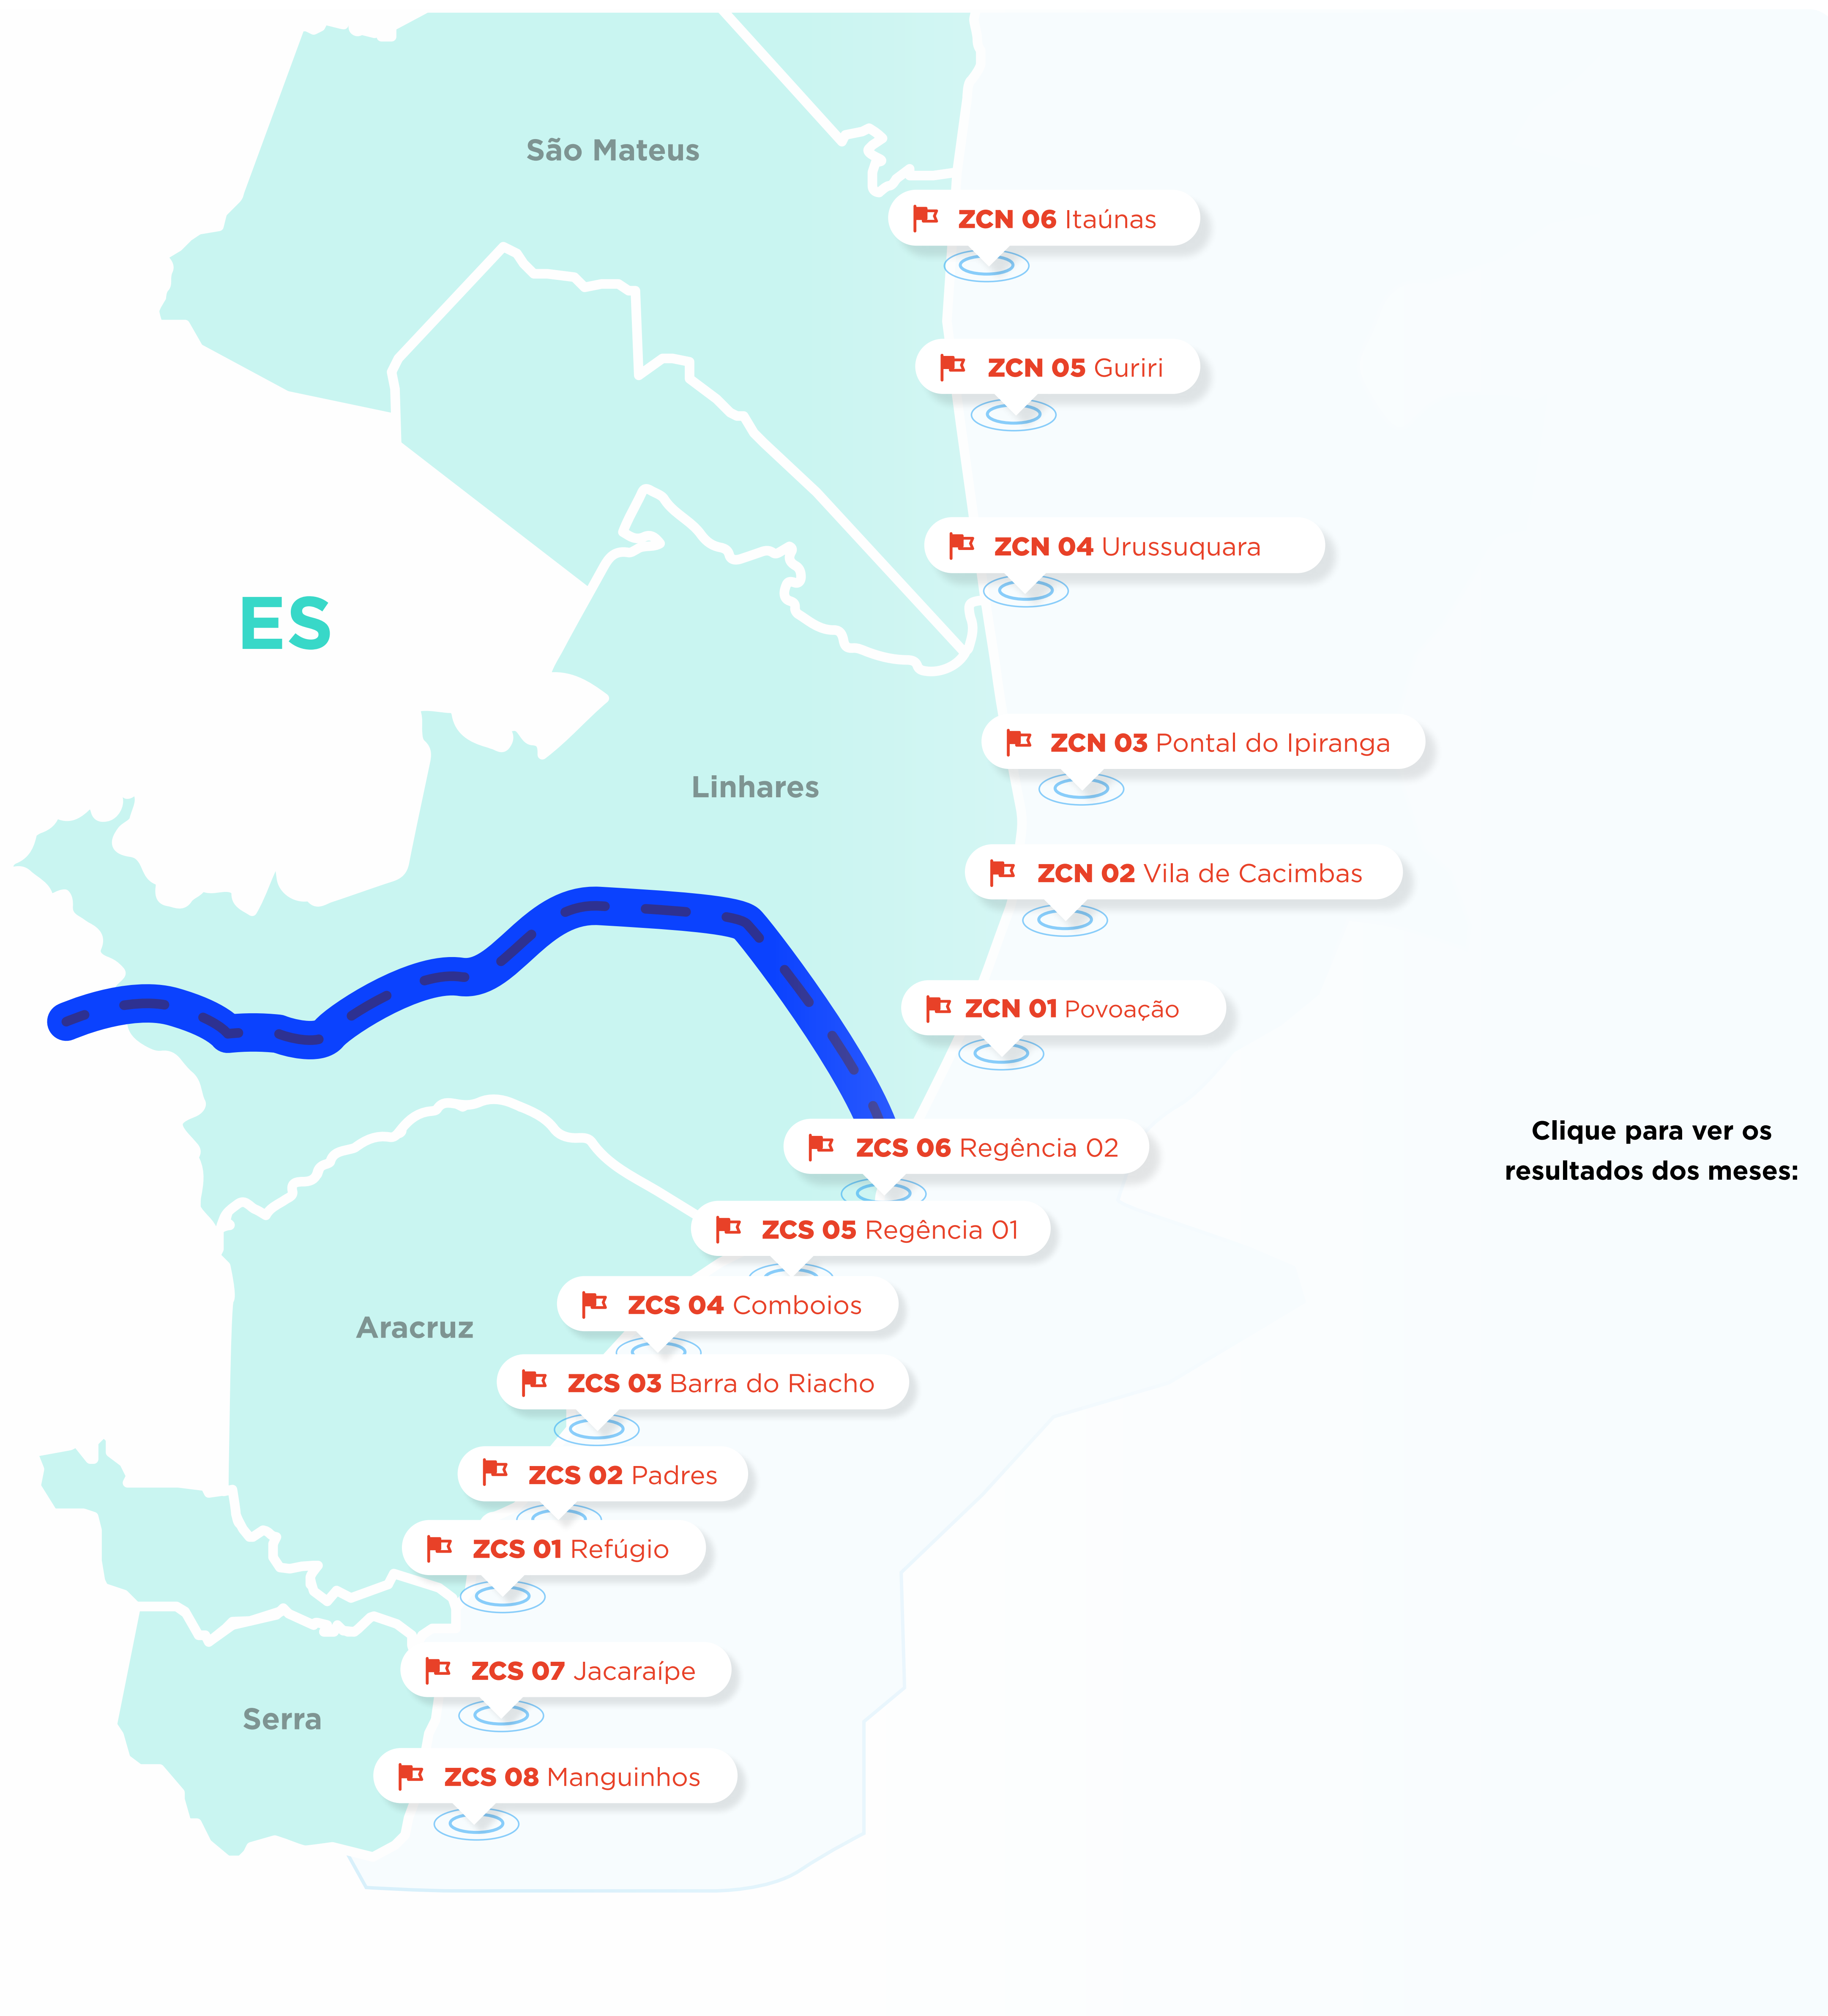 São Mateus
ZCN 06 Itaúnas
ZCN 05 Guriri
ZCN 04 Urussuquara
ES
ZCN 03 Pontal do Ipiranga
Linhares
ZCN 02 Vila de Cacimbas
ZCN 01 Povoação
Clique para ver os
resultados dos meses:
ZCS 06 Regência 02
ZCS 05 Regência 01
ZCS 04 Comboios
Aracruz
ZCS 03 Barra do Riacho
ZCS 02 Padres
ZCS 01 Refúgio
ZCS 07 Jacaraípe
Serra
ZCS 08 Manguinhos